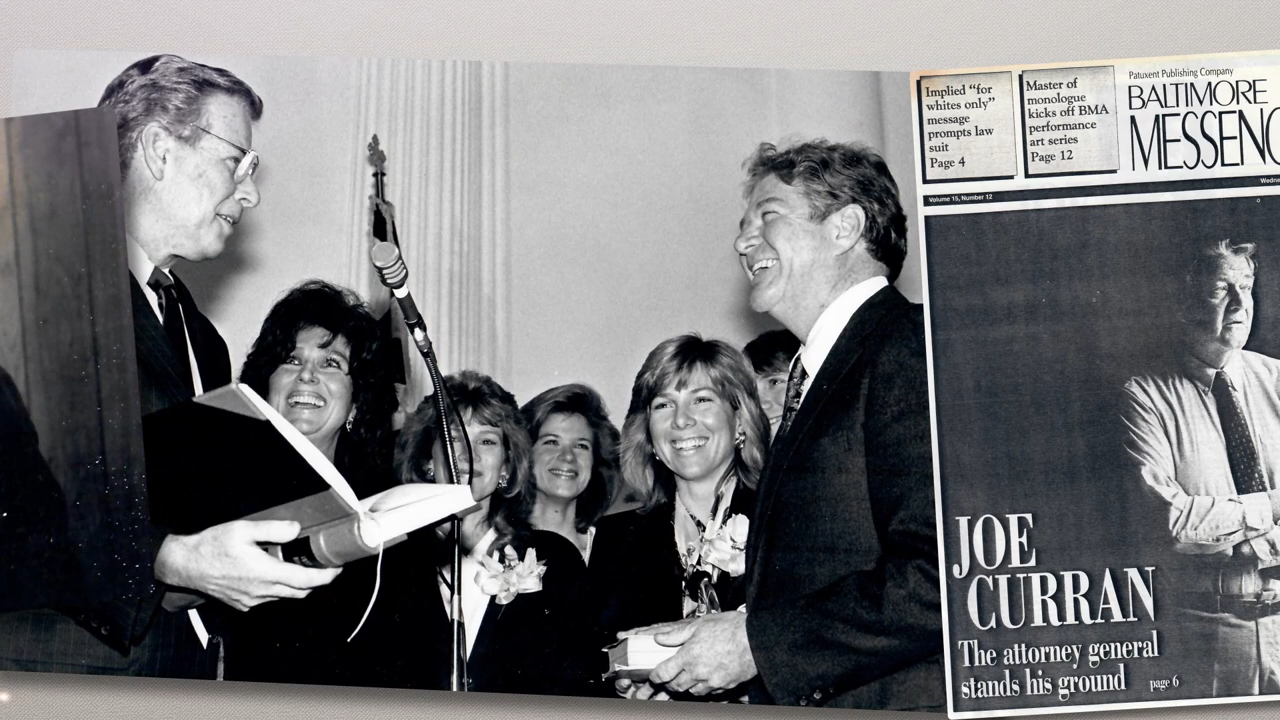 Implied “for
whites only”
message
prompts law
suit
Page 4
Master of
monologue
kicks off BMA
performance
art series
Page 12
Patuxent Publishing Company
BALTIMORE
MESSENG
Wedne
Volume 15, Number 12
JOE
CURRAN
The attorney general
stands his ground
page 6